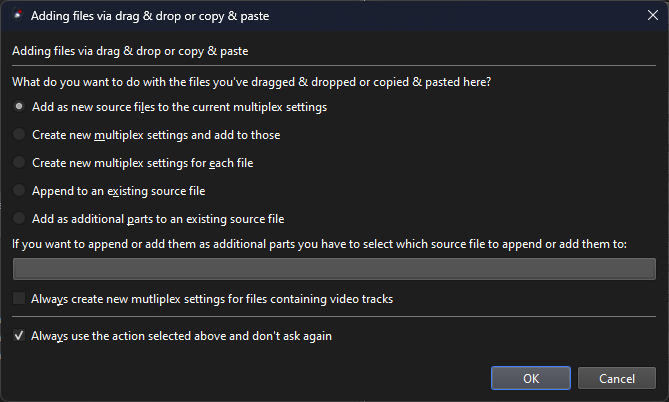 Adding files via drag & drop or copy & paste
Adding files via drag & drop or copy & paste
What do you want to do with the files you've dragged & dropped or copied & pasted here?
Add as new source files to the current multiplex settings
Create new multiplex settings and add to those
Create new multiplex settings for each file
Append to an existing source file
Add as additional parts to an existing source file
If you want to append or add them as additional parts you have to select which source file to append or add them to:
Always create new mutliplex settings for files containing video tracks
Always use the action selected above and don't ask again
OK
Cancel